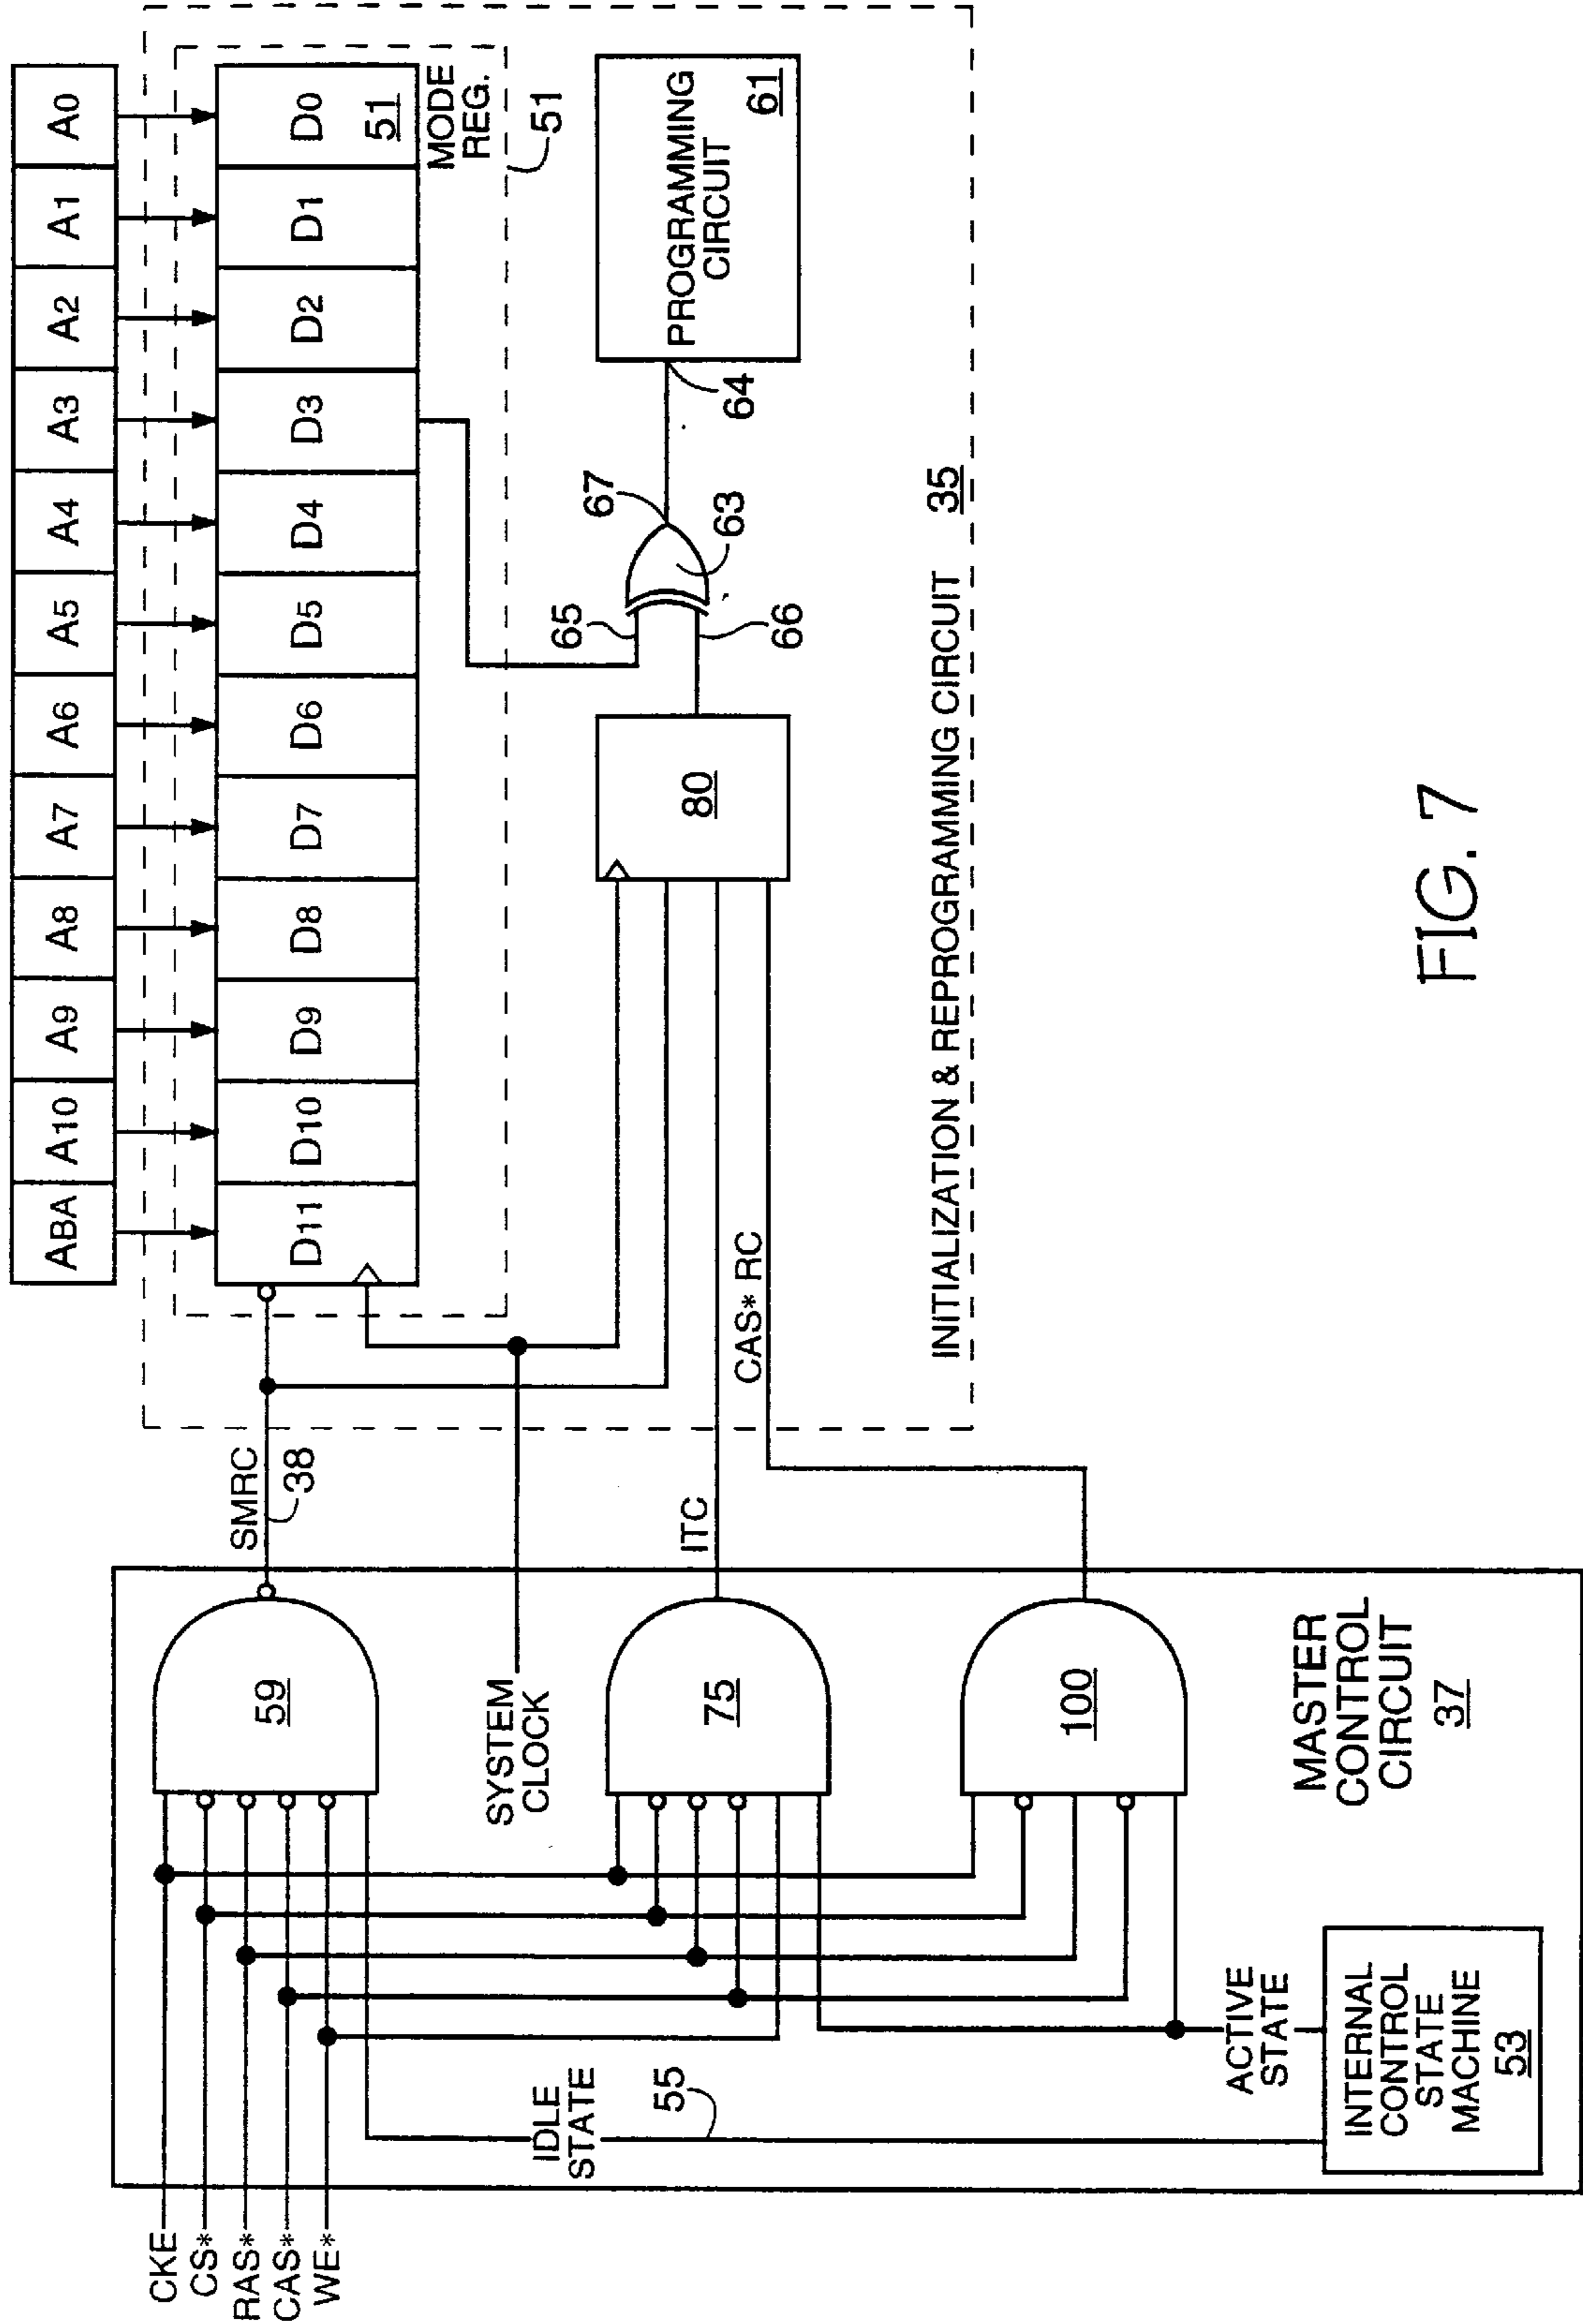 ABA A10 A9 A8 A7 A6 A5 A4 A3 A2 A1 A0
D11 D10 D9 D8 D7 D6 D5 D4 D3 D2 D1 D0
51
MODE
REG.
51
CKE
CS*
RAS*
CAS*
WE*
59
SMRC
38
SYSTEM
CLOCK
75
ITC
100
CAS* RC
80
65
66
67
63
64
PROGRAMMING
CIRCUIT
61
IDLE
STATE
55
ACTIVE
STATE
INTERNAL
CONTROL
STATE
MACHINE
53
MASTER
CONTROL
CIRCUIT
37
INITIALIZATION & REPROGRAMMING CIRCUIT 35
FIG. 7